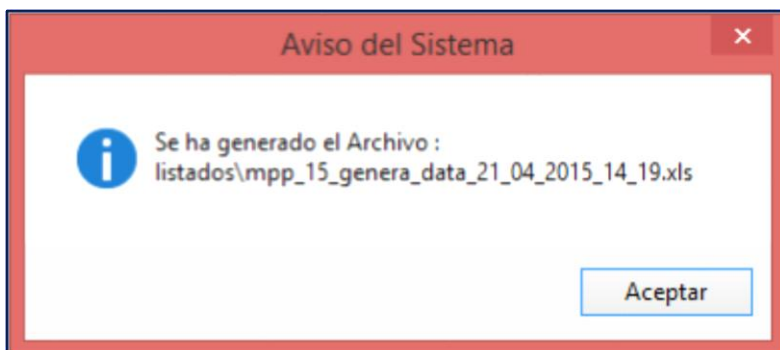 Aviso del Sistema
Se ha generado el Archivo :
listados\mpp_15_genera_data_21_04_2015_14_19.xls
Aceptar